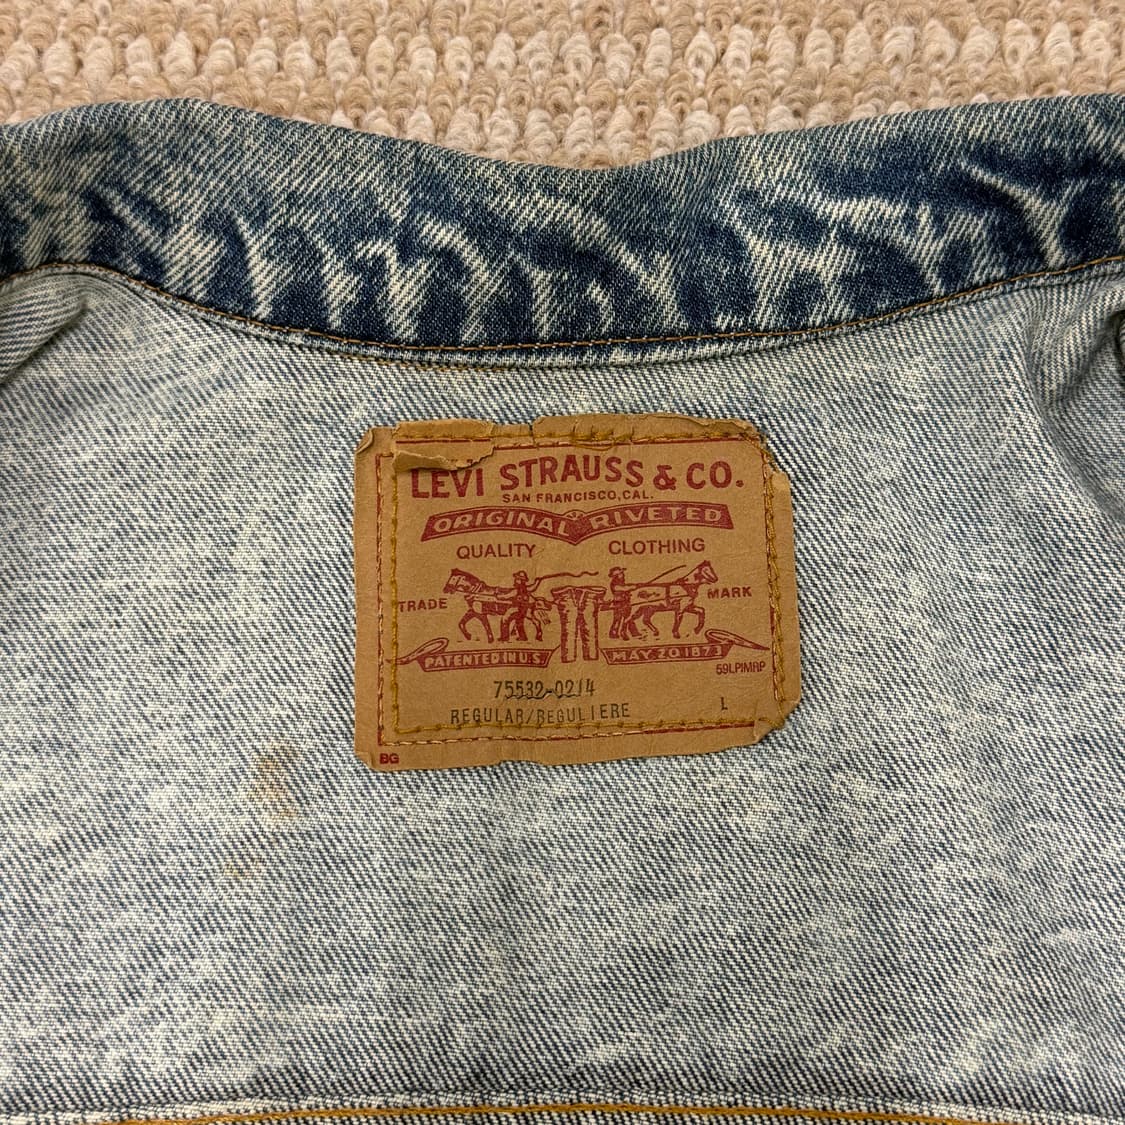 LEVI STRAUSS & CO.
SAN FRANCISCO, CAL.
ORIGINAL RIVETED
QUALITY CLOTHING
TRADE MARK
PATENTED IN U.S. MAY 20 1873
59LPIMRP
75532-0214
REGULAR/REGULIERE L
BG